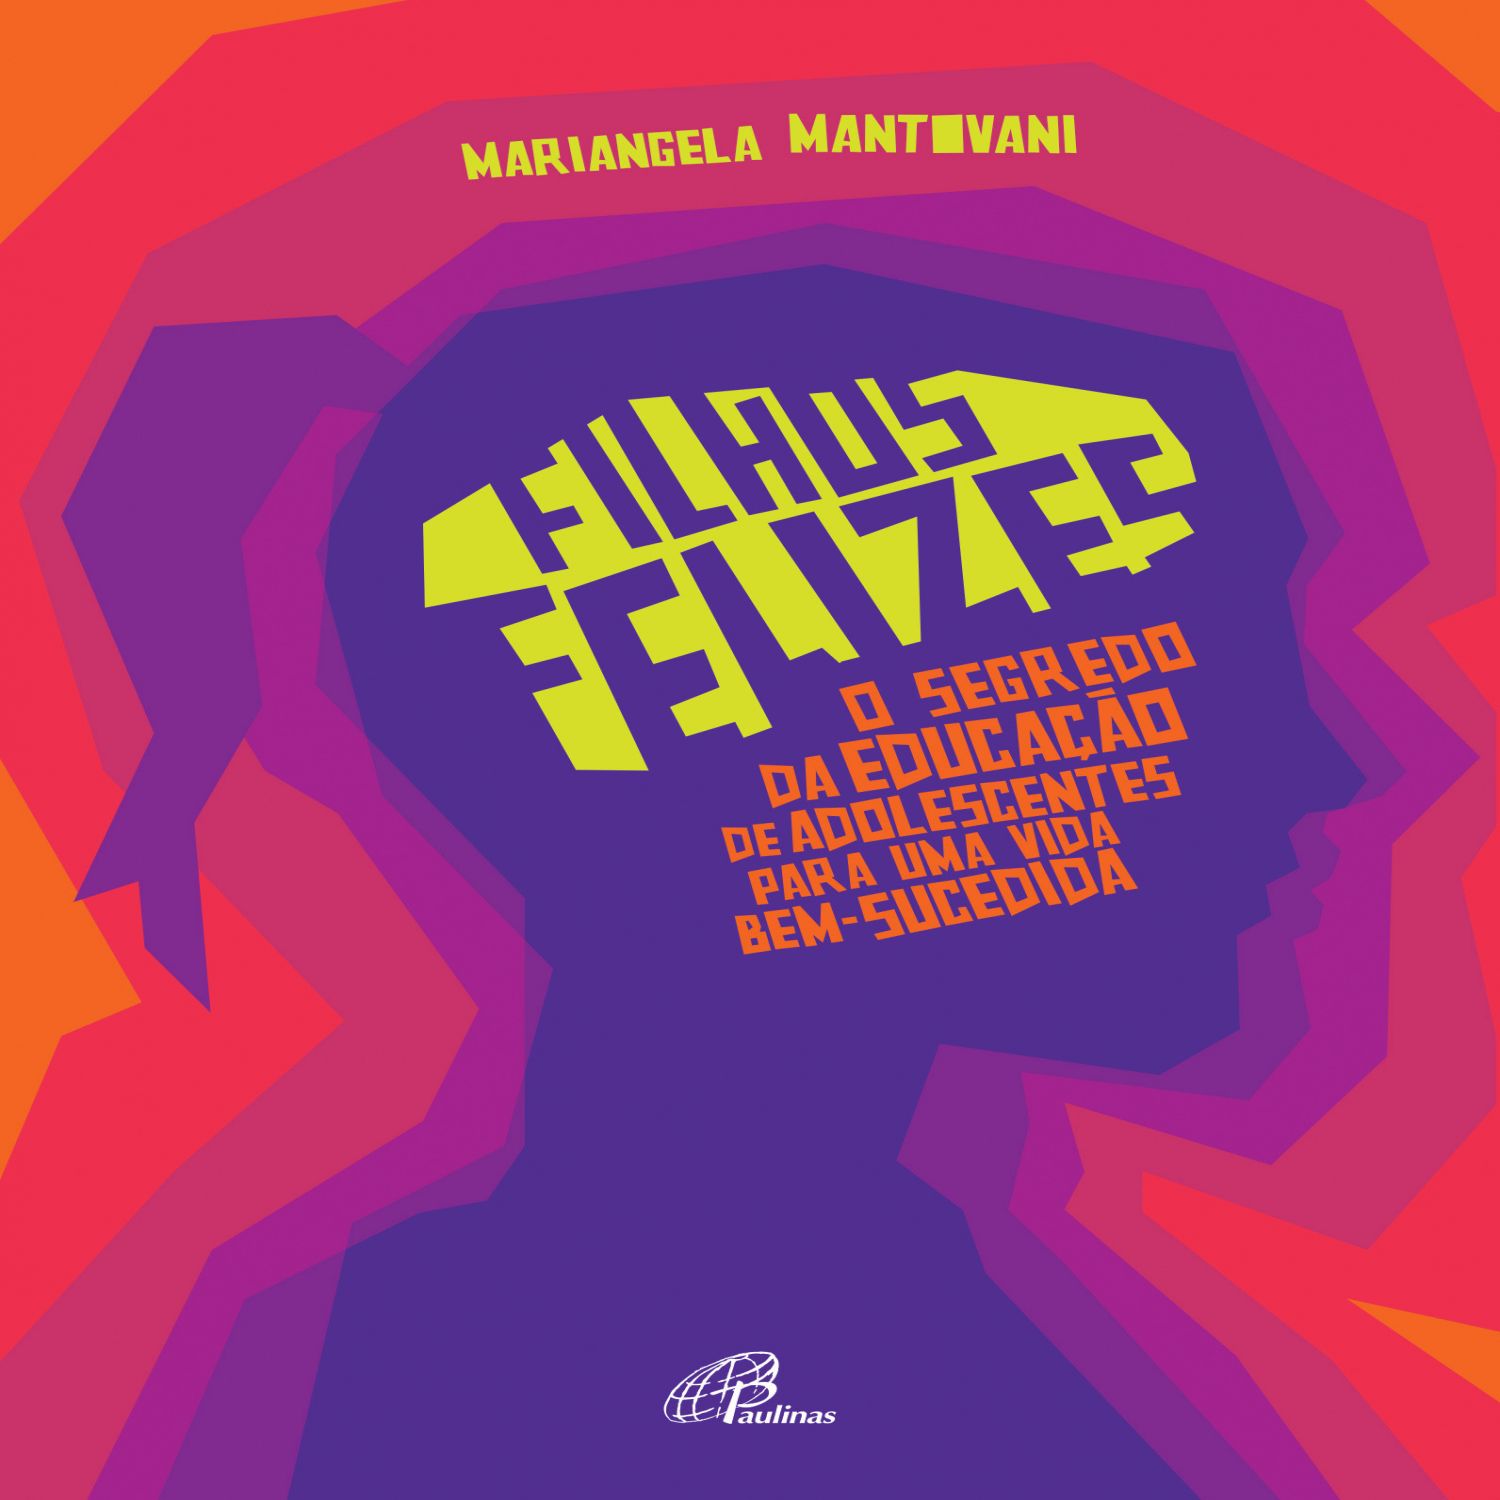 MARIANGELA MANTOVANI
FILHOS
FELIZES
O SEGREDO
DA EDUCAÇÃO
DE ADOLESCENTES
PARA UMA VIDA
BEM-SUCEDIDA
Paulinas